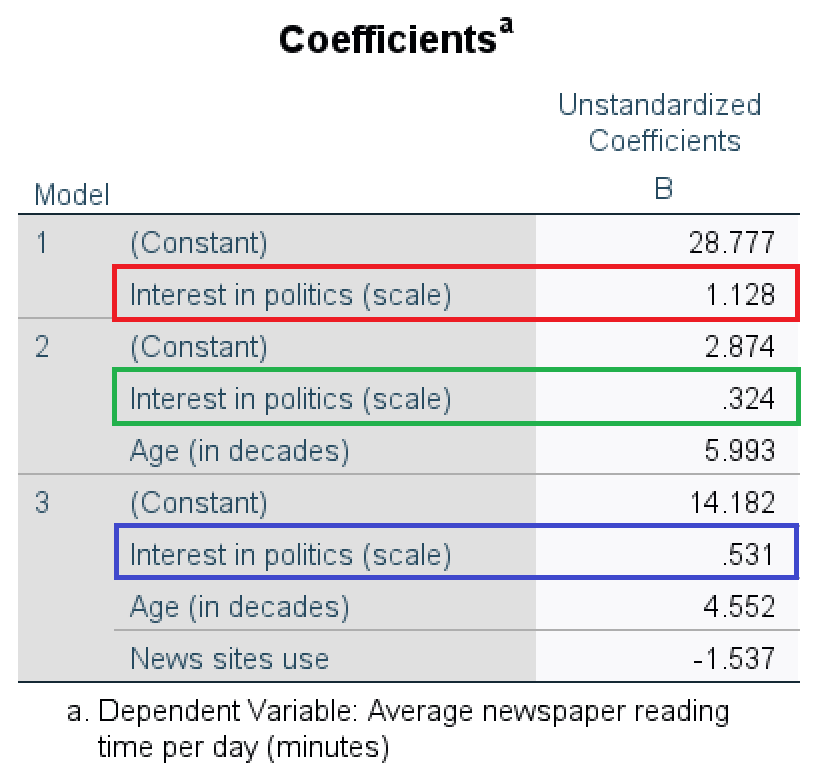 Coefficientsa
Unstandardized
Coefficients
Model B
1 (Constant) 28.777
Interest in politics (scale) 1.128
2 (Constant) 2.874
Interest in politics (scale) .324
Age (in decades) 5.993
3 (Constant) 14.182
Interest in politics (scale) .531
Age (in decades) 4.552
News sites use -1.537
a. Dependent Variable: Average newspaper reading
time per day (minutes)